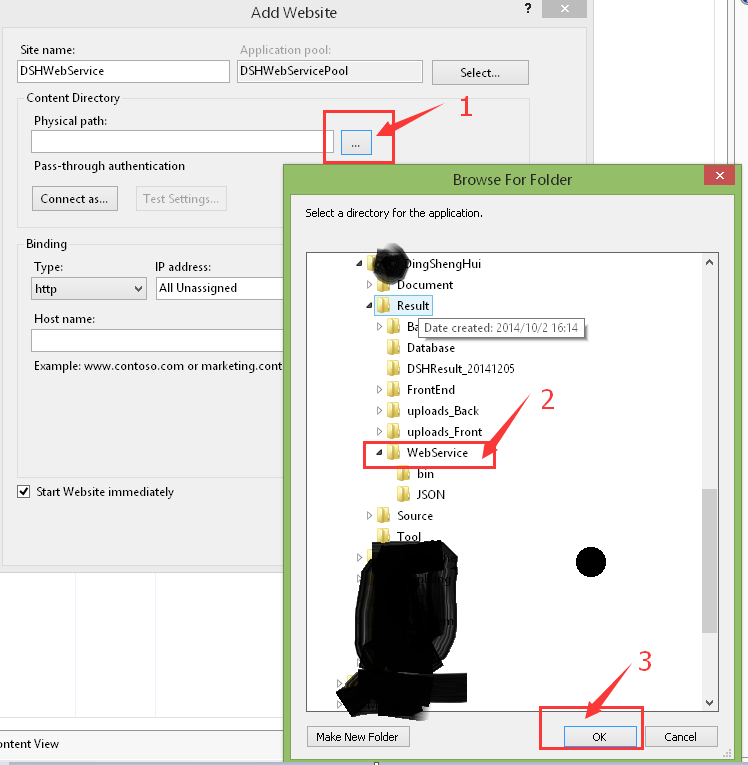 Add Website
?
Site name:
Application pool:
DSHWebService
DSHWebServicePool
Select...
Content Directory
1
Physical path:
...
Pass-through authentication
Connect as...
Test Settings...
Binding
Type:
IP address:
http
All Unassigned
Host name:
Example: www.contoso.com or marketing.cont
Start Website immediately
ontent View
Browse For Folder
Select a directory for the application.
DingShengHui
Document
Result
Date created: 2014/10/2 16:14
Ba
Database
DSHResult_20141205
FrontEnd
2
uploads_Back
uploads_Front
WebService
bin
JSON
Source
Tool
3
Make New Folder
OK
Cancel